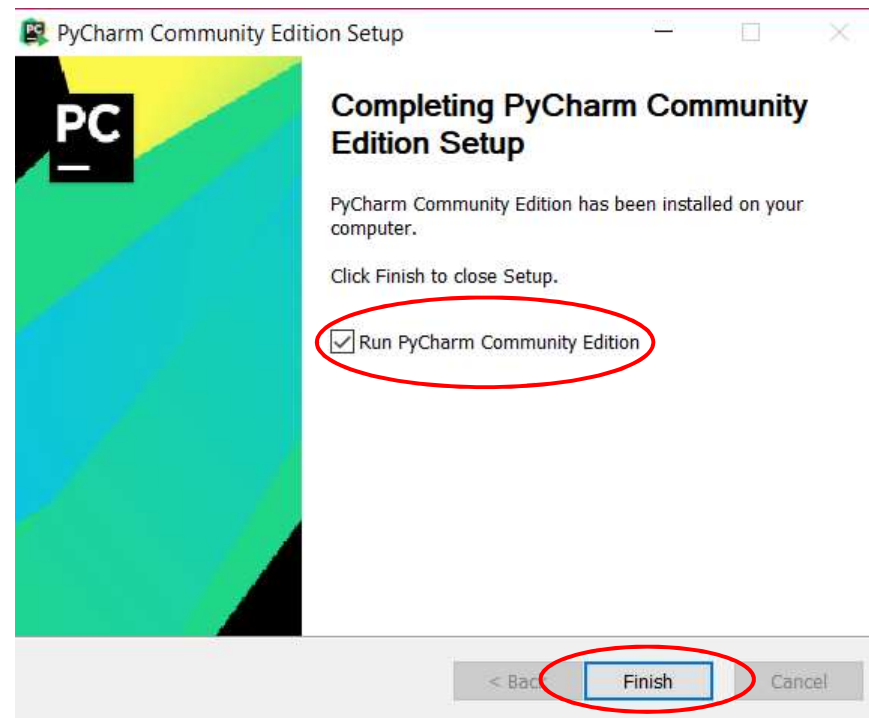 PyCharm Community Edition Setup
PC
Completing PyCharm Community
Edition Setup
PyCharm Community Edition has been installed on your
computer.
Click Finish to close Setup.
Run PyCharm Community Edition
< Back
Finish
Cancel